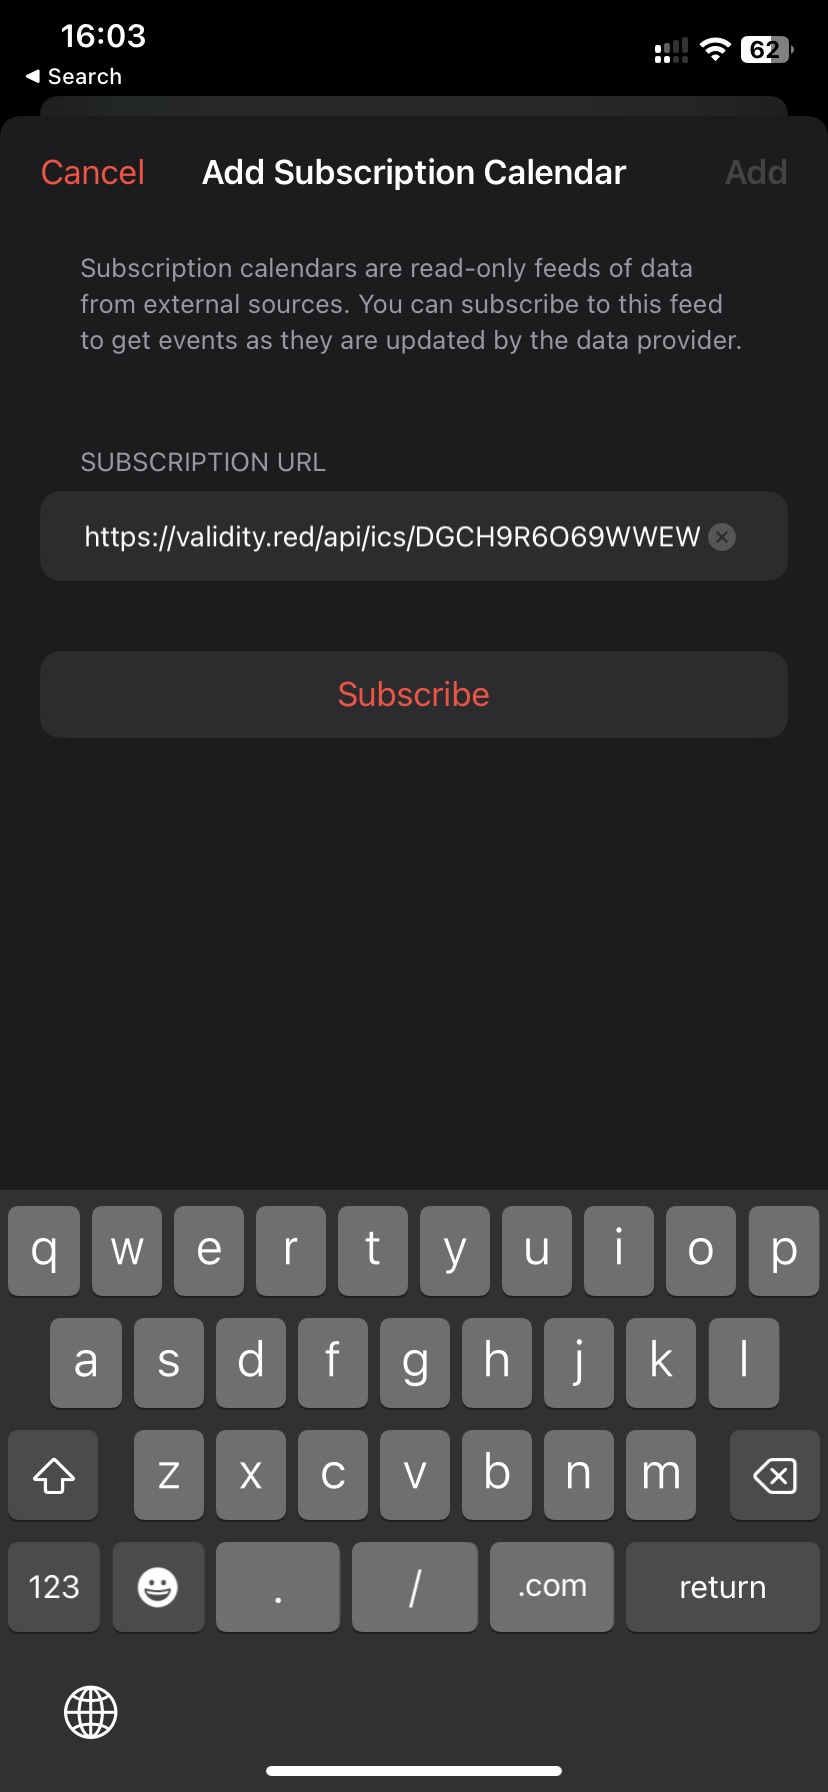 16:03
62
◀ Search
Cancel
Add Subscription Calendar
Add
Subscription calendars are read-only feeds of data
from external sources. You can subscribe to this feed
to get events as they are updated by the data provider.
SUBSCRIPTION URL
https://validity.red/api/ics/DGCH9R6O69WWEW
Subscribe
q w e r t y u i o p
a s d f g h j k l
z x c v b n m
123 . / .com return